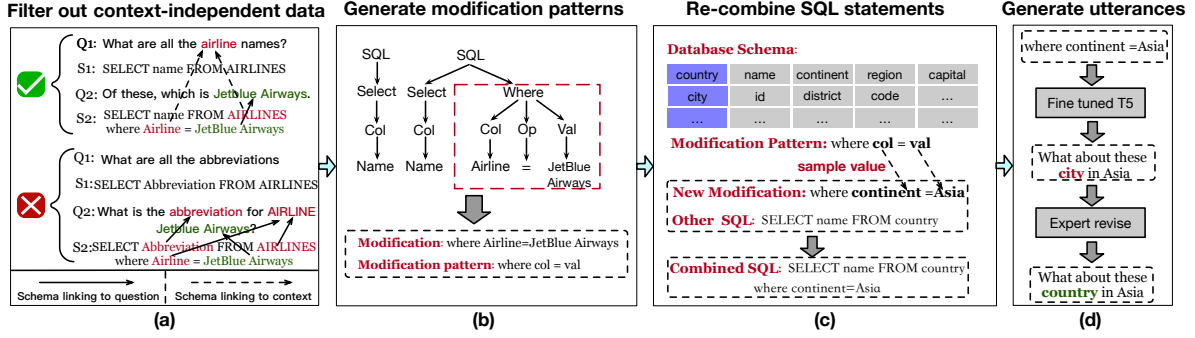 Filter out context-independent data
Q1: What are all the airline names?
S1: SELECT name FROM AIRLINES
Q2: Of these, which is Jetblue Airways.
S2: SELECT name FROM AIRLINES
where Airline = JetBlue Airways
Q1: What are all the abbreviations
S1: SELECT Abbreviation FROM AIRLINES
Q2: What is the abbreviation for AIRLINE
Jetblue Airways?
S2:SELECT Abbreviation FROM AIRLINES
where Airline = JetBlue Airways
Schema linking to question
Schema linking to context
(a)
Generate modification patterns
SQL SQL
Select Select Where
Col Col Col Op Val
Name Name Airline = JetBlue
Airways
Modification: where Airline=JetBlue Airways
Modification pattern: where col = val
(b)
Re-combine SQL statements
Database Schema:
country name continent region capital
city id district code ...
... ... ... ... ...
Modification Pattern: where col = val
sample value
New Modification: where continent =Asia
Other SQL: SELECT name FROM country
Combined SQL: SELECT name FROM country
where continent=Asia
(c)
Generate utterances
where continent =Asia
Fine tuned T5
What about these
city in Asia
Expert revise
What about these
country in Asia
(d)